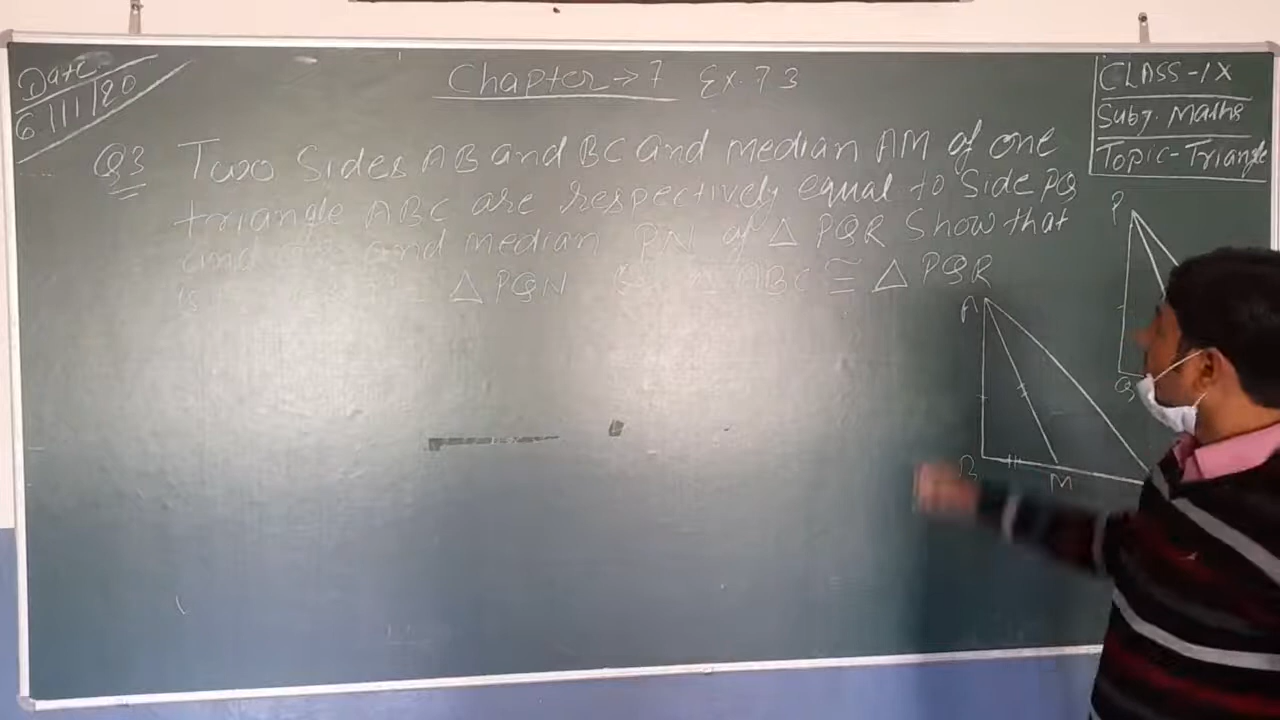 Date
6/11/20
Chapter → 7 Ex. 7 3
CLASS-IX
Subj. Maths
Topic-Triangle
Q3 Two Sides AB and BC and median AM of one
triangle ABC are respectively equal to Side PQ
and and median PN of △ PQR Show that
△ PQN △ ABC ≅ △ PQR
P
Q
A
B
M